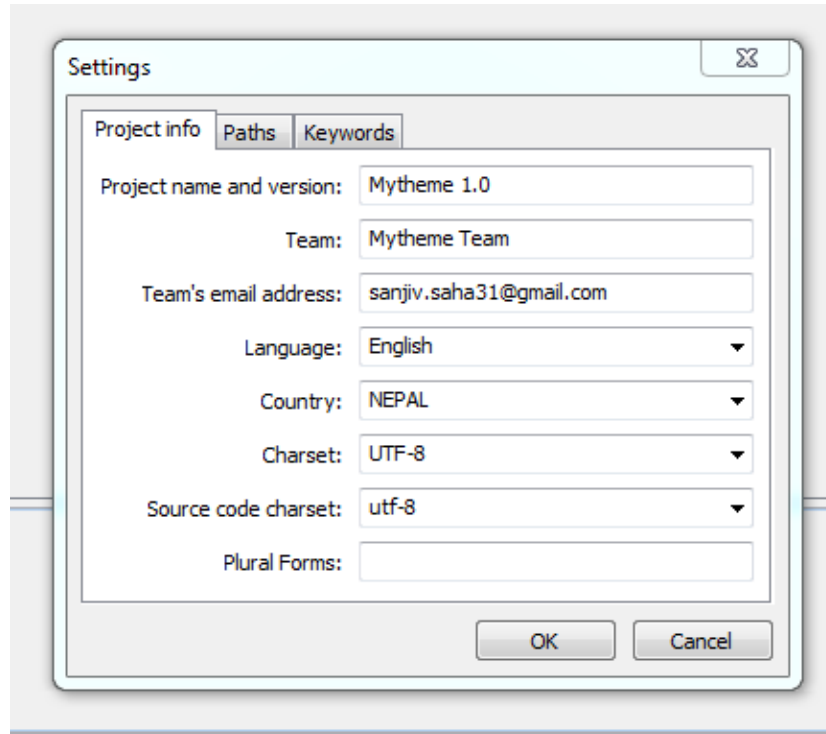 Settings
Project info Paths Keywords
Project name and version: Mytheme 1.0
Team: Mytheme Team
Team's email address: sanjiv.saha31@gmail.com
Language: English
Country: NEPAL
Charset: UTF-8
Source code charset: utf-8
Plural Forms:
OK Cancel